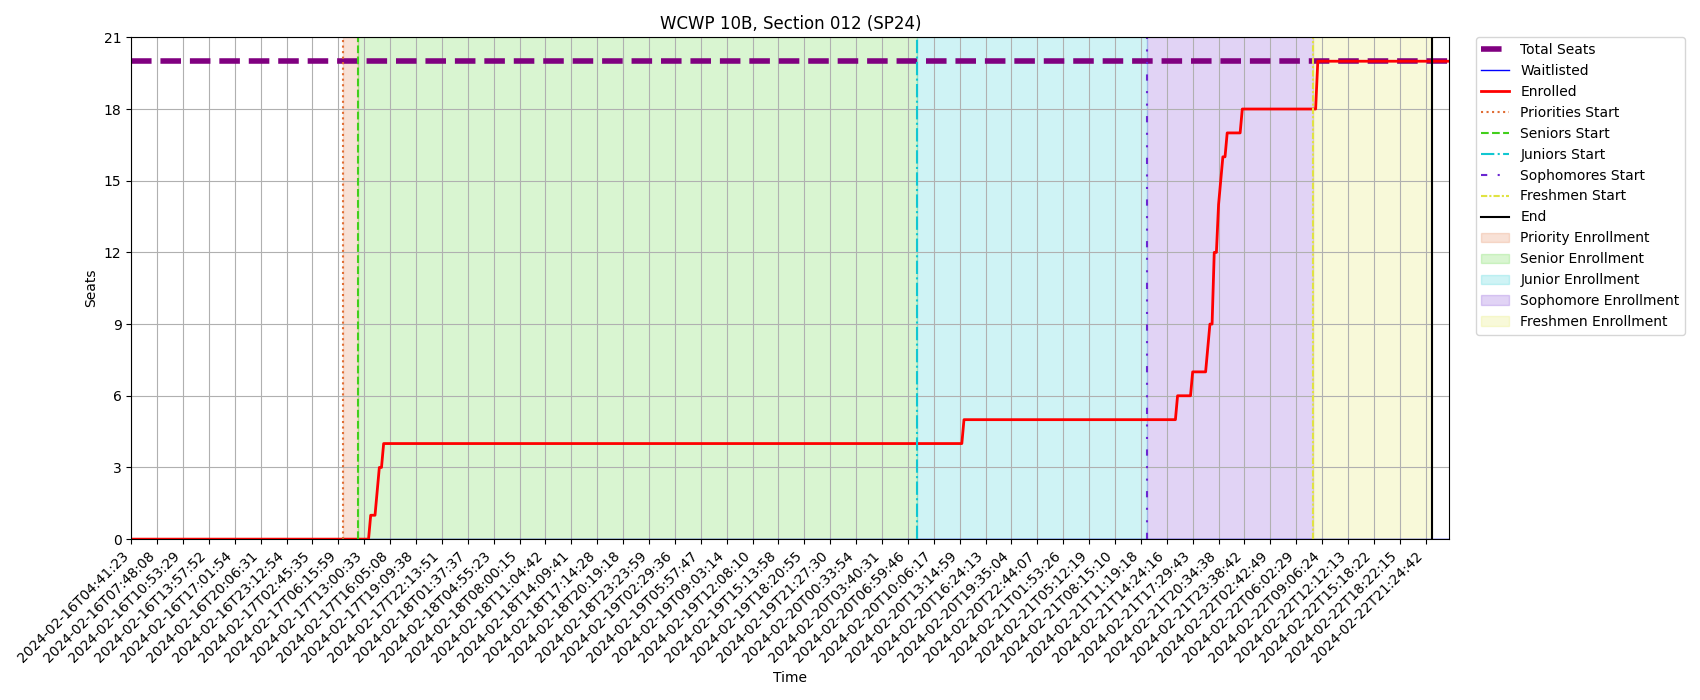 WCWP 10B, Section 012 (SP24)
Seats
21
18
15
12
9
6
3
0
2024-02-16T04:41:23
2024-02-16T07:48:08
2024-02-16T10:53:29
2024-02-16T13:57:52
2024-02-16T17:01:54
2024-02-16T20:06:31
2024-02-16T23:12:54
2024-02-17T02:45:35
2024-02-17T06:15:59
2024-02-17T13:00:33
2024-02-17T16:05:08
2024-02-17T19:09:38
2024-02-17T22:13:51
2024-02-18T01:37:37
2024-02-18T04:55:23
2024-02-18T08:00:15
2024-02-18T11:04:42
2024-02-18T14:09:41
2024-02-18T17:14:28
2024-02-18T20:19:18
2024-02-18T23:23:59
2024-02-19T02:29:36
2024-02-19T05:57:47
2024-02-19T09:03:14
2024-02-19T12:08:10
2024-02-19T15:13:58
2024-02-19T18:20:55
2024-02-19T21:27:30
2024-02-20T00:33:54
2024-02-20T03:40:31
2024-02-20T06:59:46
2024-02-20T10:06:17
2024-02-20T13:14:59
2024-02-20T16:24:13
2024-02-20T19:35:04
2024-02-20T22:44:07
2024-02-21T01:53:26
2024-02-21T05:12:19
2024-02-21T08:15:10
2024-02-21T11:19:18
2024-02-21T14:24:16
2024-02-21T17:29:43
2024-02-21T20:34:38
2024-02-21T23:38:42
2024-02-22T02:42:49
2024-02-22T06:02:29
2024-02-22T09:06:24
2024-02-22T12:12:13
2024-02-22T15:18:22
2024-02-22T18:22:15
2024-02-22T21:24:42
Time
Total Seats
Waitlisted
Enrolled
Priorities Start
Seniors Start
Juniors Start
Sophomores Start
Freshmen Start
End
Priority Enrollment
Senior Enrollment
Junior Enrollment
Sophomore Enrollment
Freshmen Enrollment